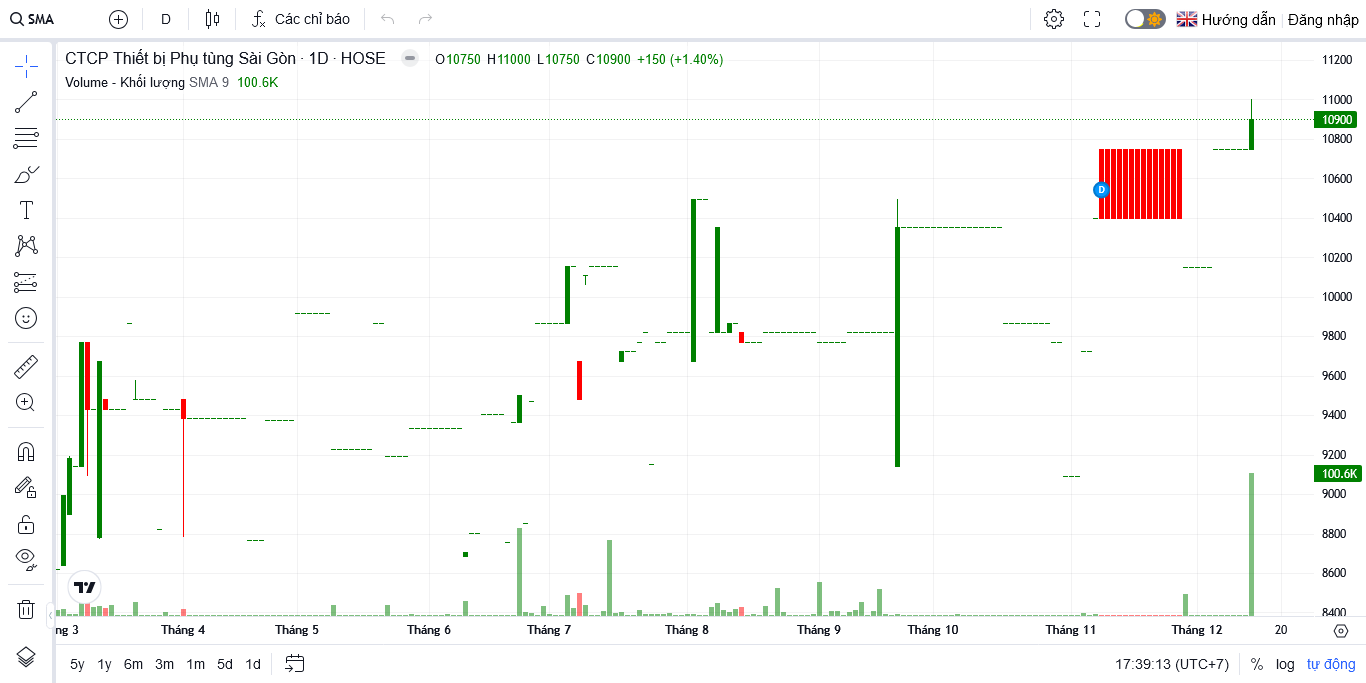 SMA D Các chỉ báo Hướng dẫn Đăng nhập
CTCP Thiết bị Phụ tùng Sài Gòn · 1D · HOSE O10750 H11000 L10750 C10900 +150 (+1.40%)
Volume - Khối lượng SMA 9 100.6K
11200
11000
10900
10800
10600
D
10400
10200
10000
9800
9600
9400
9200
100.6K
9000
8800
8600
8400
ng 3 Tháng 4 Tháng 5 Tháng 6 Tháng 7 Tháng 8 Tháng 9 Tháng 10 Tháng 11 Tháng 12 20
5y 1y 6m 3m 1m 5d 1d 17:39:13 (UTC+7) % log tự động